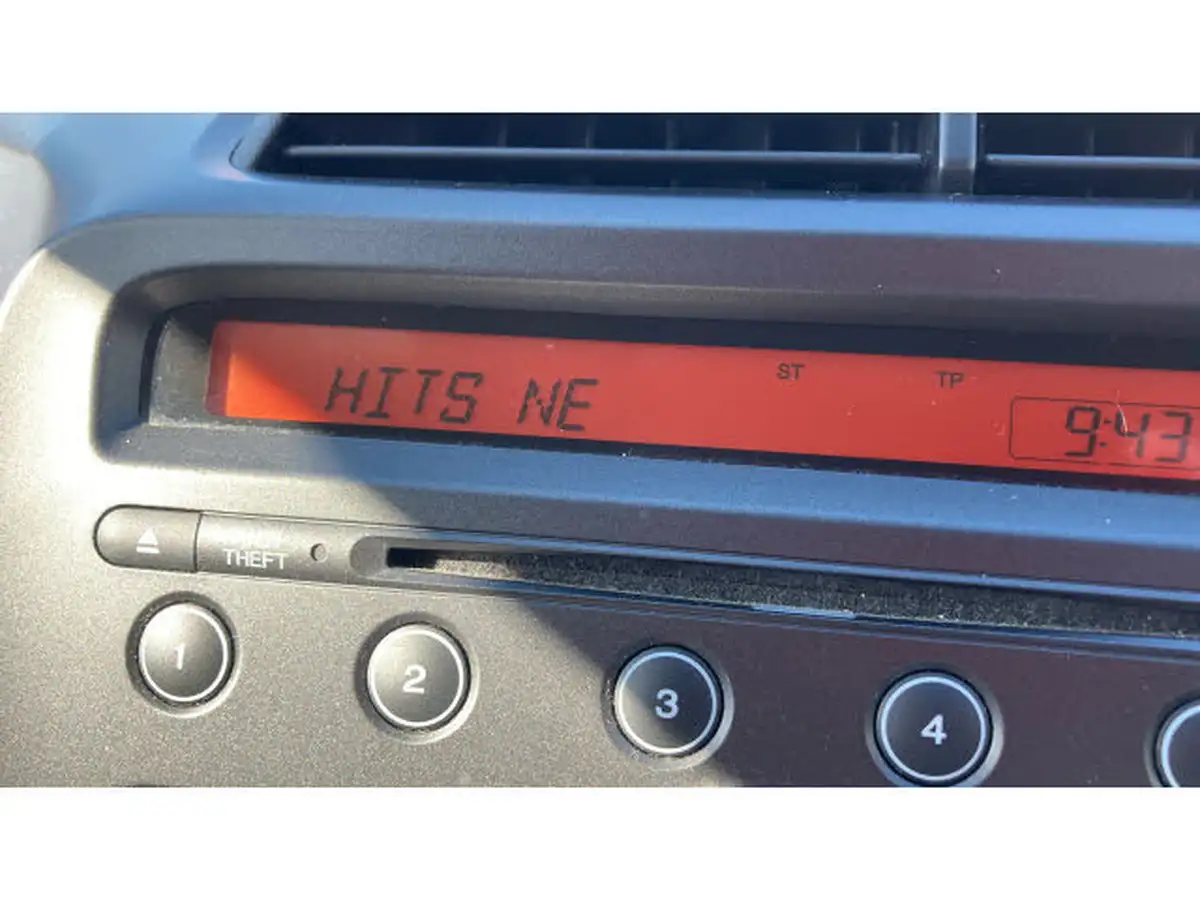 ST TP
HITS NE
9:43
THEFT
1 2 3 4